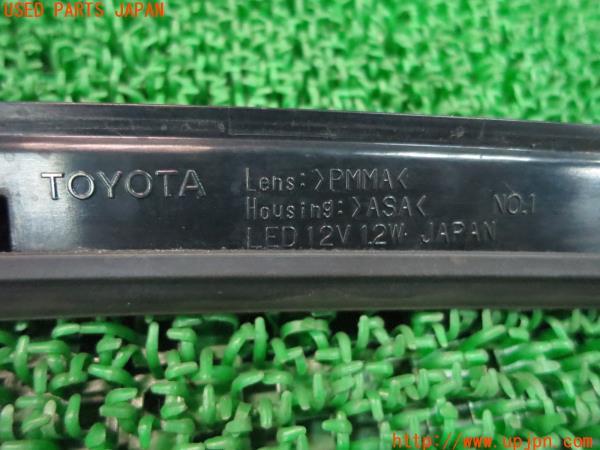 USED PARTS JAPAN
TOYOTA
Lens: >PMMA<
Housing: >ASA<
NO.1
LED 12V 1.2W JAPAN
http://www.upjpn.com/